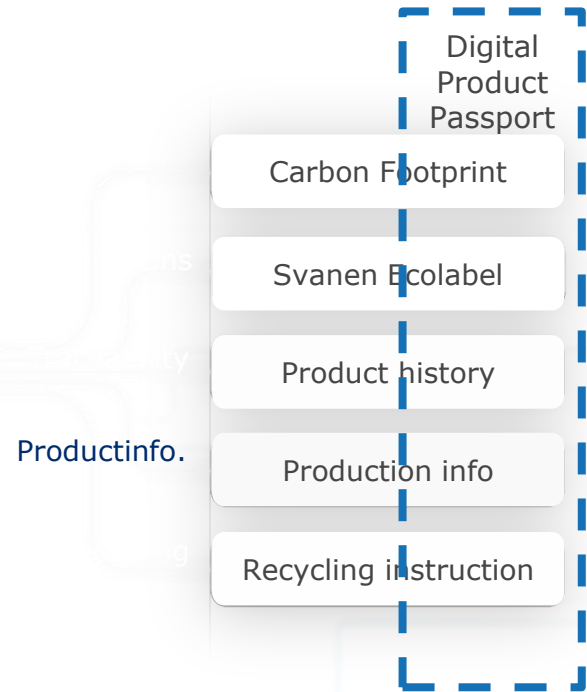 Digital
Product
Passport
Carbon Footprint
Svanen Ecolabel
Product history
Productinfo.
Production info
Recycling instruction